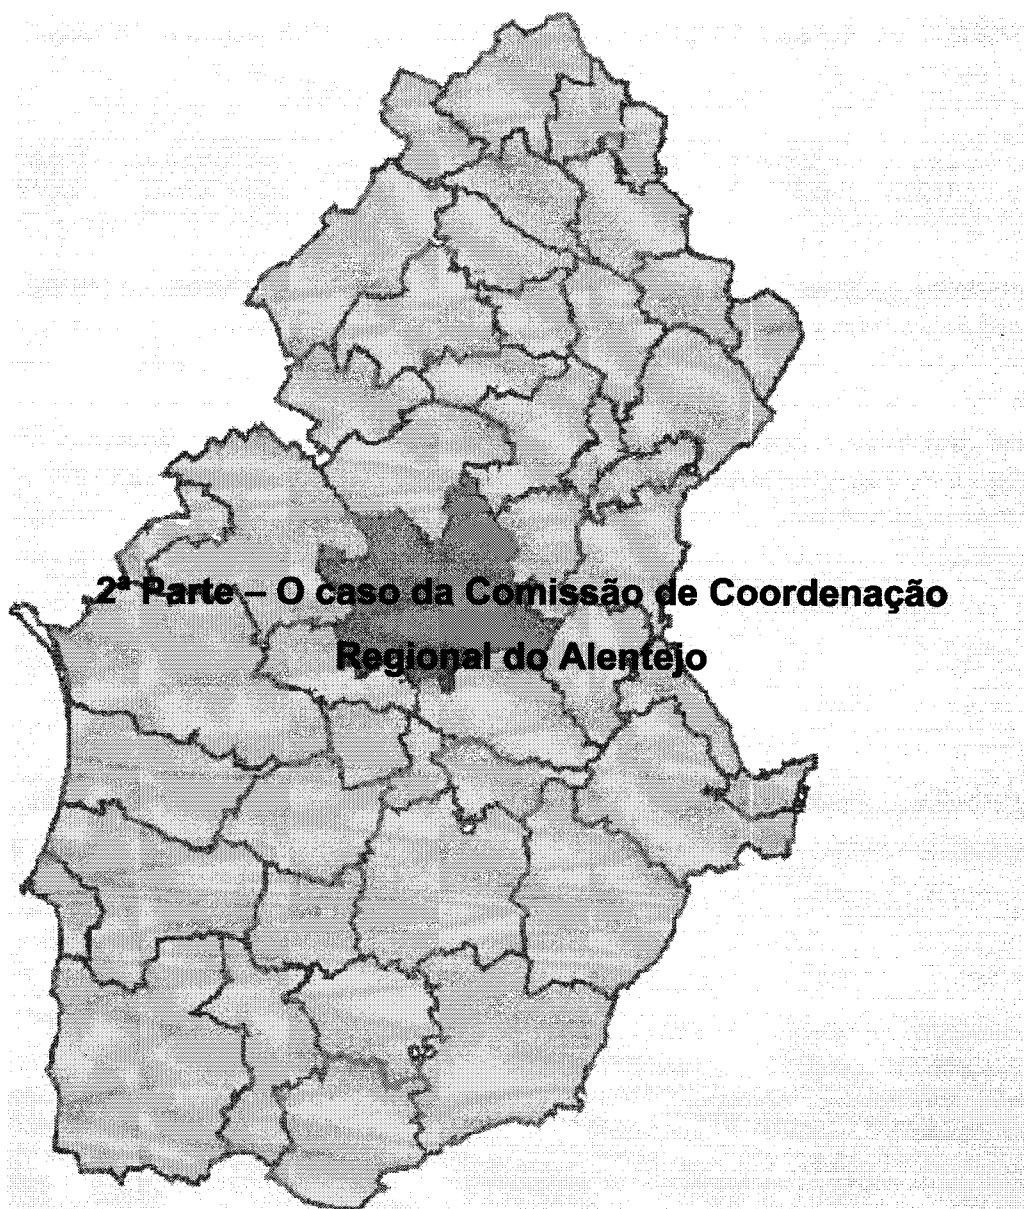 2ª Parte – O caso da Comissão de Coordenação
Regional do Alentejo